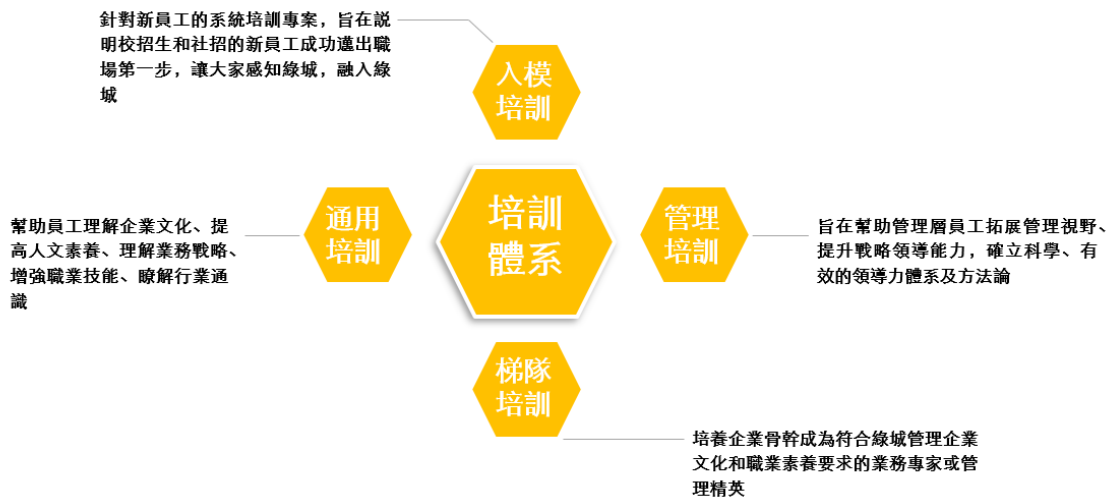 針對新員工的系統培訓專案，旨在説
明校招生和社招的新員工成功邁出職
場第一步，讓大家感知綠城，融入綠
城
入模
培訓
幫助員工理解企業文化、提
高人文素養、理解業務戰略、
增強職業技能、瞭解行業通
識
通用
培訓
培訓
體系
管理
培訓
旨在幫助管理層員工拓展管理視野、
提升戰略領導能力，確立科學、有
效的領導力體系及方法論
梯隊
培訓
培養企業骨幹成為符合綠城管理企業
文化和職業素養要求的業務專家或管
理精英